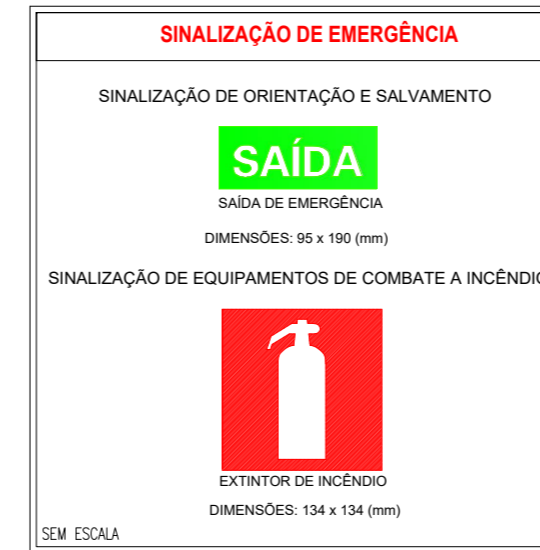 SINALIZAÇÃO DE EMERGÊNCIA
SINALIZAÇÃO DE ORIENTAÇÃO E SALVAMENTO
SAÍDA
SAÍDA DE EMERGÊNCIA
DIMENSÕES: 95 x 190 (mm)
SINALIZAÇÃO DE EQUIPAMENTOS DE COMBATE A INCÊNDIO
EXTINTOR DE INCÊNDIO
DIMENSÕES: 134 x 134 (mm)
SEM ESCALA